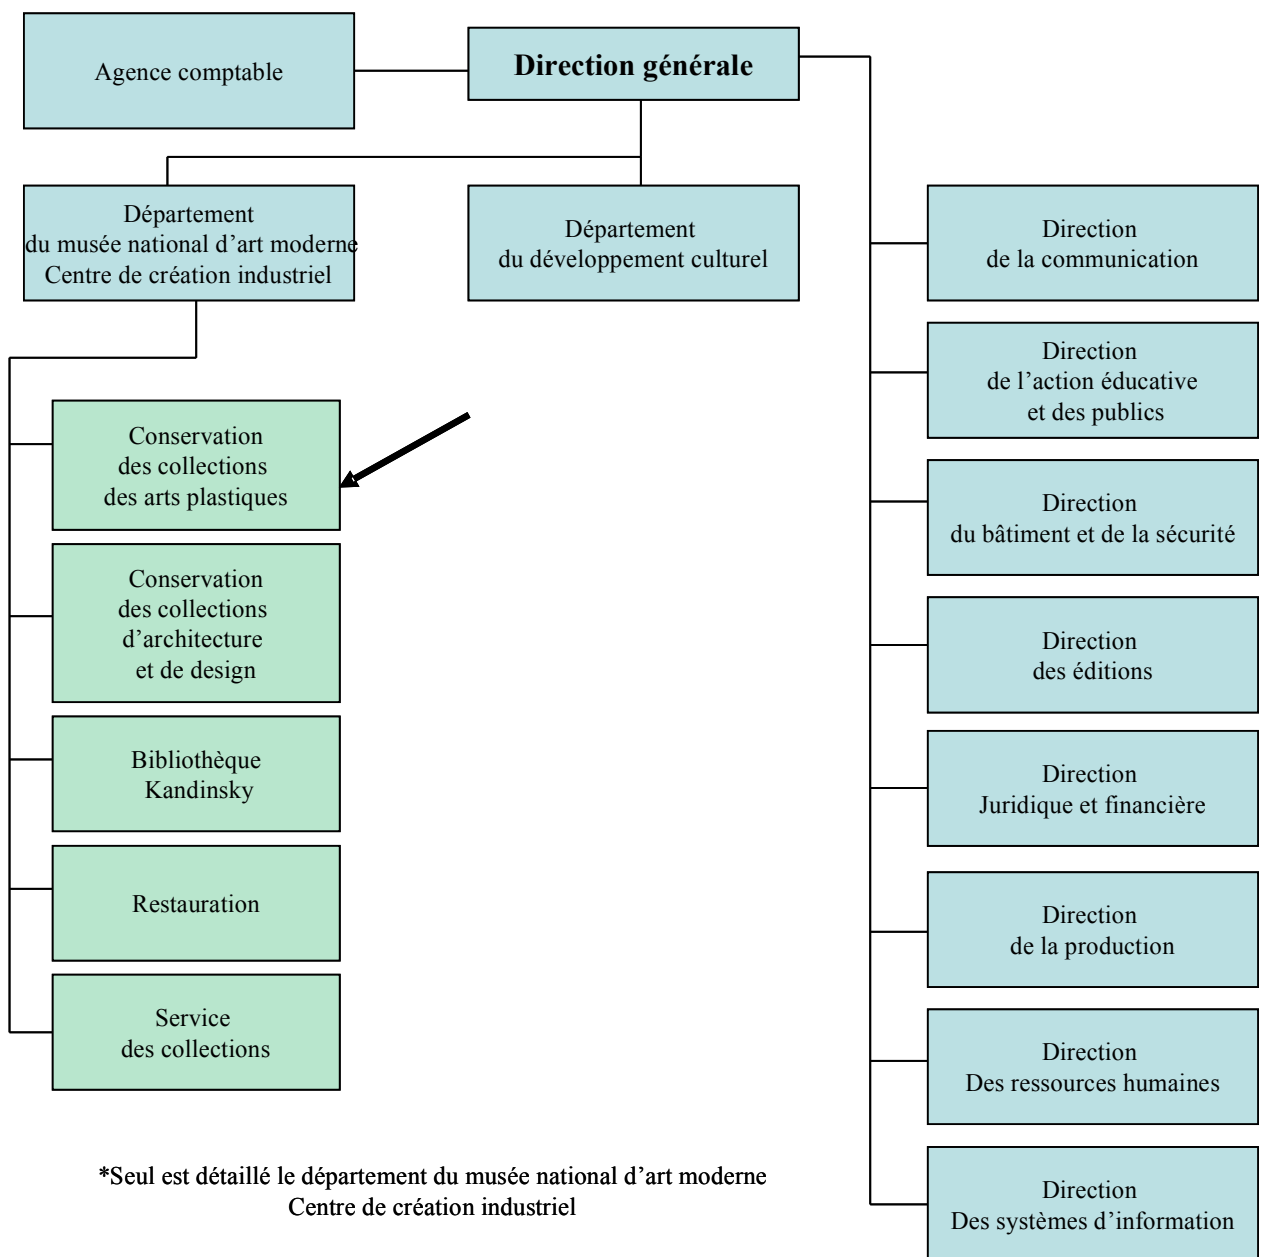 Agence comptable
Direction générale
Département
du musée national d’art moderne
Centre de création industriel
Département
du développement culturel
Conservation
des collections
des arts plastiques
Conservation
des collections
d’architecture
et de design
Bibliothèque
Kandinsky
Restauration
Service
des collections
Direction
de la communication
Direction
de l’action éducative
et des publics
Direction
du bâtiment et de la sécurité
Direction
des éditions
Direction
Juridique et financière
Direction
de la production
Direction
Des ressources humaines
Direction
Des systèmes d’information
*Seul est détaillé le département du musée national d’art moderne
Centre de création industriel